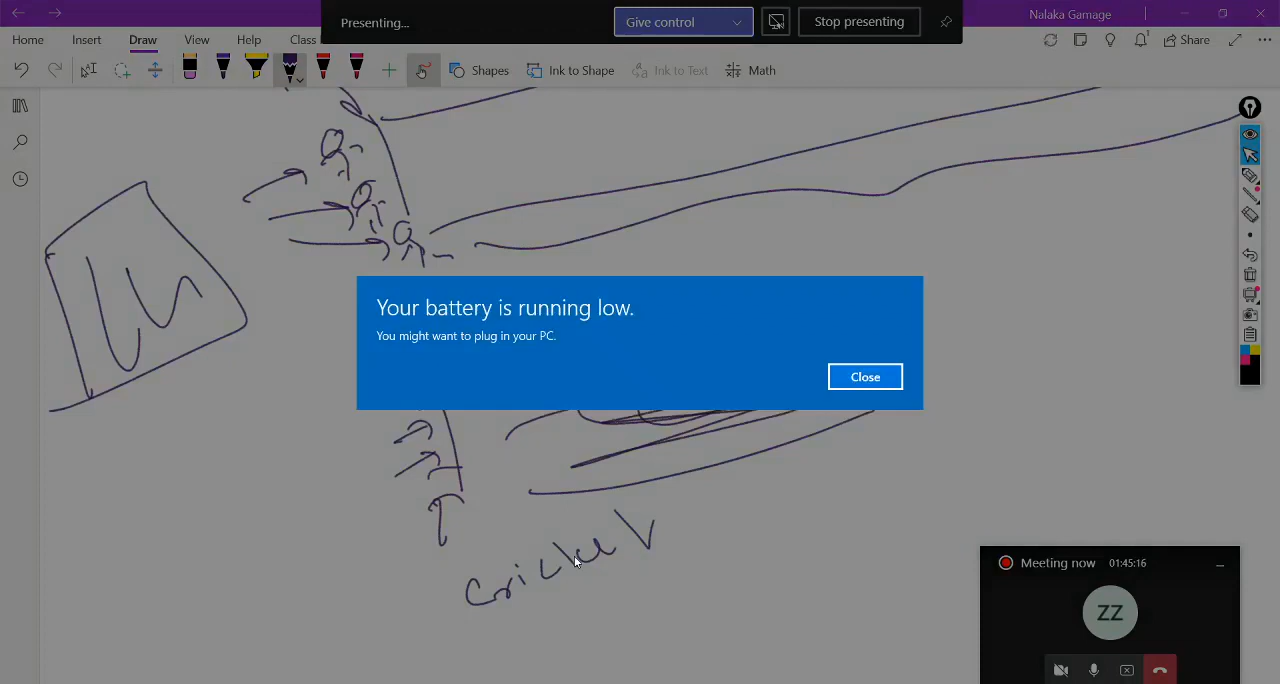 Presenting...
Give control
Stop presenting
Nalaka Gamage
Home
Insert
Draw
View
Help
Class
Share
Shapes
Ink to Shape
Ink to Text
Math
Your battery is running low.
You might want to plug in your PC.
Close
Meeting now
01:45:16
ZZ